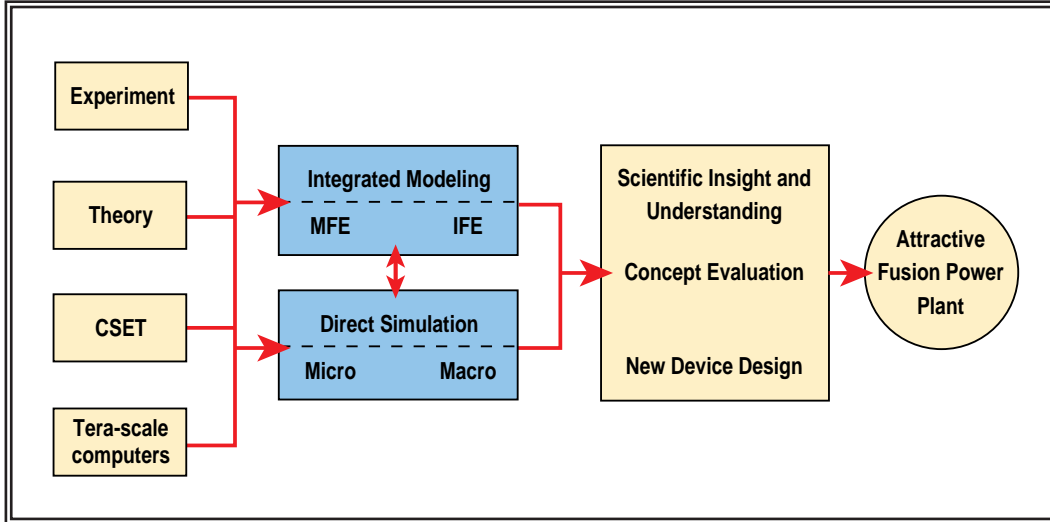 Experiment
Theory
CSET
Tera-scale
computers
Integrated Modeling
MFE IFE
Direct Simulation
Micro Macro
Scientific Insight and
Understanding
Concept Evaluation
New Device Design
Attractive
Fusion Power
Plant